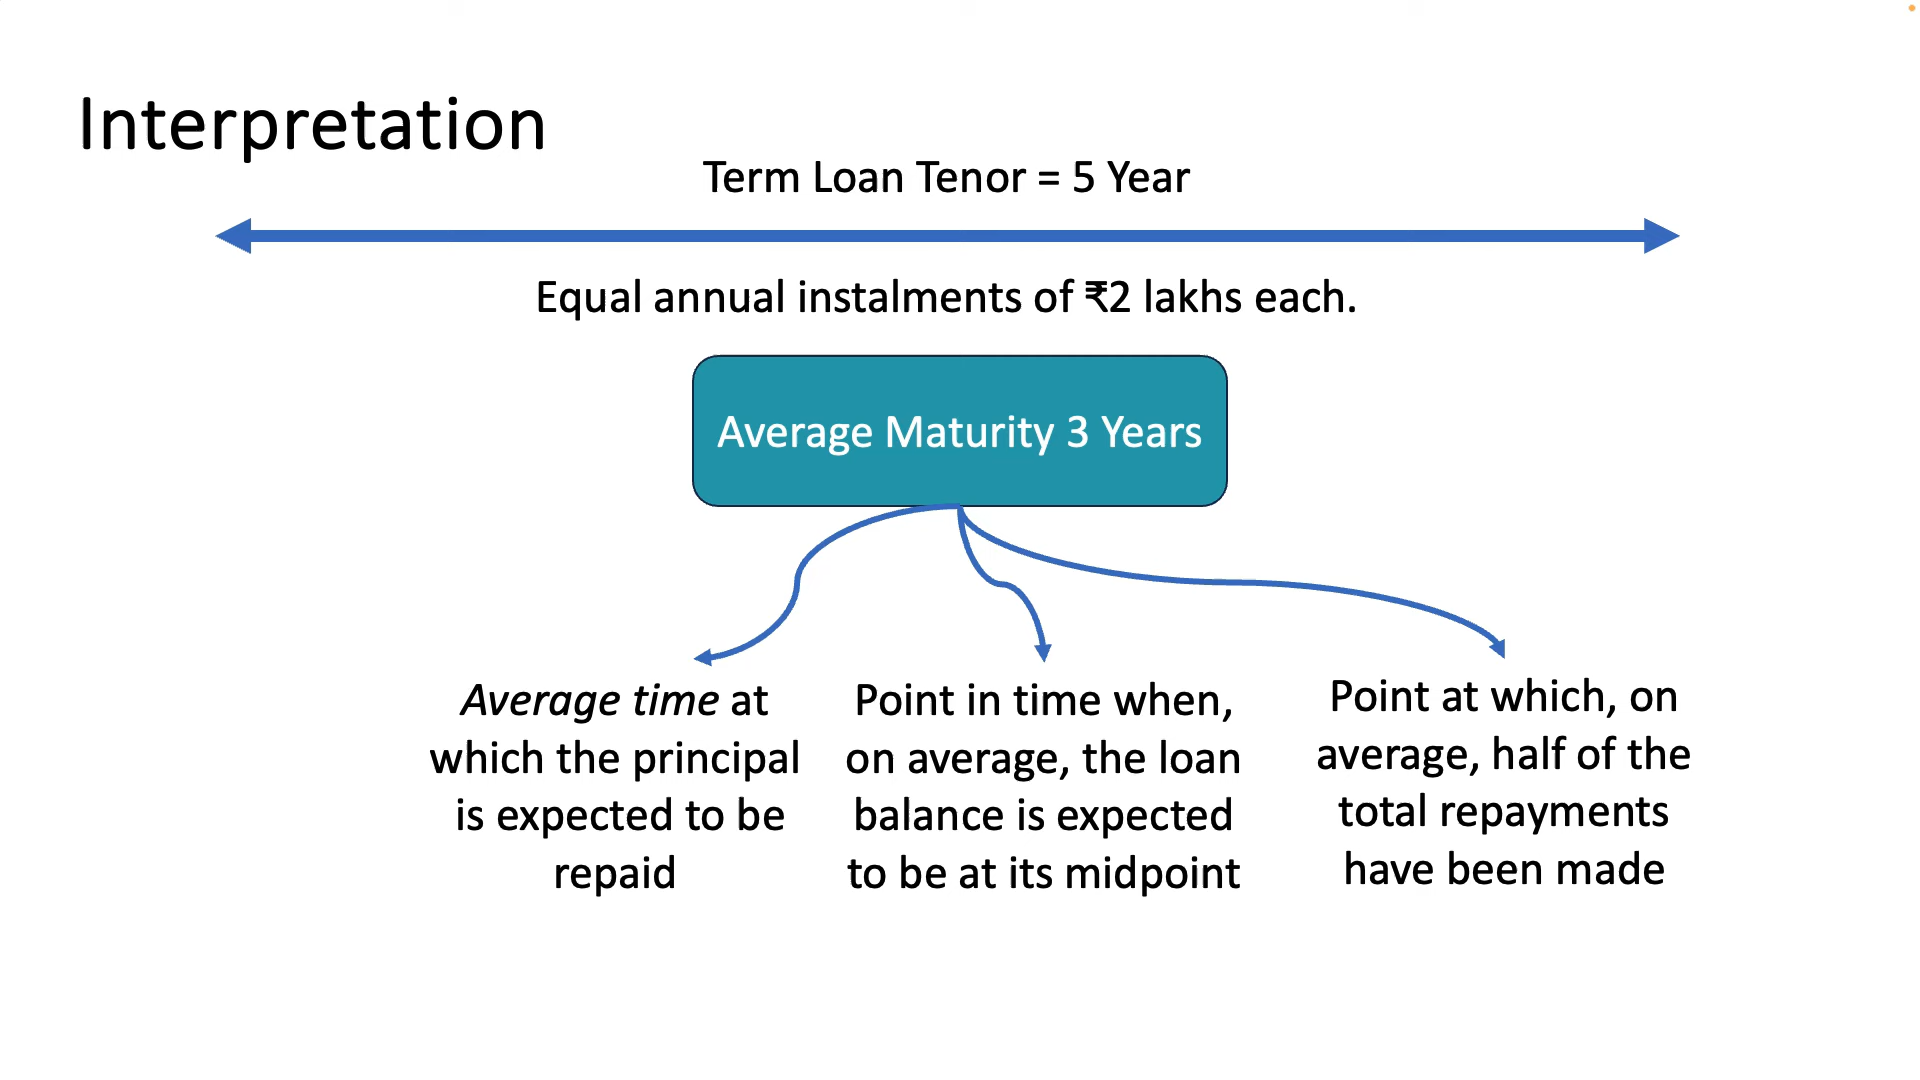 Interpretation
Term Loan Tenor = 5 Year
Equal annual instalments of ₹2 lakhs each.
Average Maturity 3 Years
Average time at
which the principal
is expected to be
repaid
Point in time when,
on average, the loan
balance is expected
to be at its midpoint
Point at which, on
average, half of the
total repayments
have been made